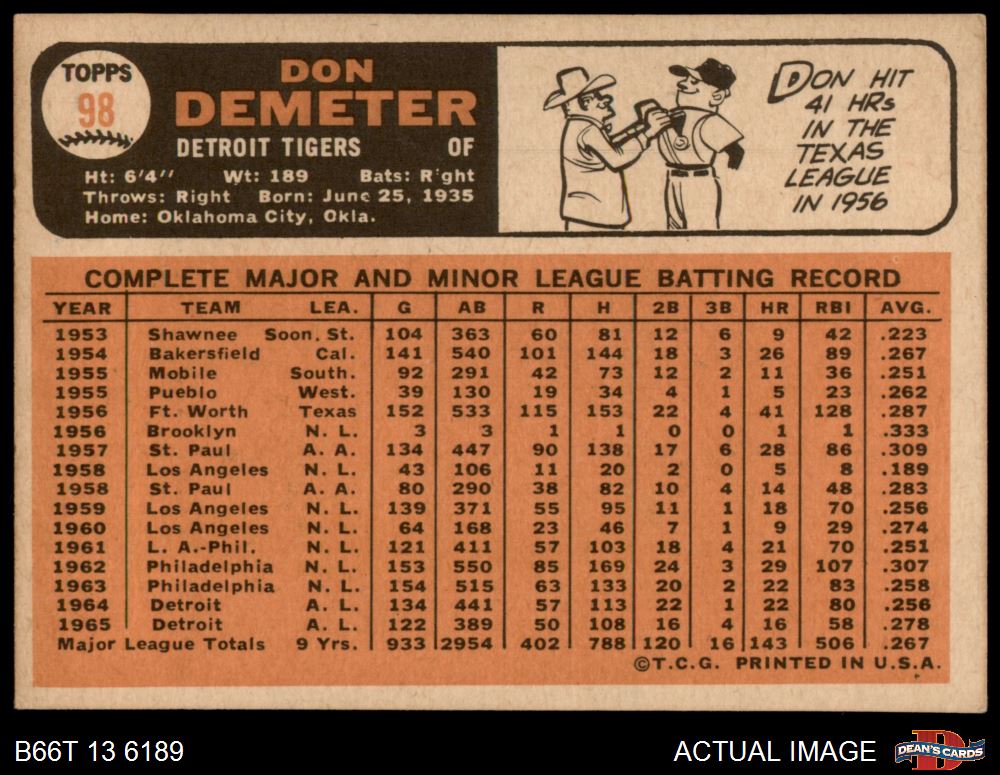 TOPPS
98
DON
DEMETER
DETROIT TIGERS OF
Ht: 6'4" Wt: 189 Bats: Right
Throws: Right Born: June 25, 1935
Home: Oklahoma City, Okla.
DON HIT
41 HRs
IN THE
TEXAS
LEAGUE
IN 1956
COMPLETE MAJOR AND MINOR LEAGUE BATTING RECORD
YEAR TEAM LEA. G AB R H 2B 3B HR RBI AVG.
1953 Shawnee Soon. St. 104 363 60 81 12 6 9 42 .223
1954 Bakersfield Cal. 141 540 101 144 18 3 26 89 .267
1955 Mobile South. 92 291 42 73 12 2 11 36 .251
1955 Pueblo West. 39 130 19 34 4 1 5 23 .262
1956 Ft. Worth Texas 152 533 115 153 22 4 41 128 .287
1956 Brooklyn N. L. 3 3 1 1 0 0 1 1 .333
1957 St. Paul A. A. 134 447 90 138 17 6 28 86 .309
1958 Los Angeles N. L. 43 106 11 20 2 0 5 8 .189
1958 St. Paul A. A. 80 290 38 82 10 4 14 48 .283
1959 Los Angeles N. L. 139 371 55 95 11 1 18 70 .256
1960 Los Angeles N. L. 64 168 23 46 7 1 9 29 .274
1961 L. A.-Phil. N. L. 121 411 57 103 18 4 21 70 .251
1962 Philadelphia N. L. 153 550 85 169 24 3 29 107 .307
1963 Philadelphia N. L. 154 515 63 133 20 2 22 83 .258
1964 Detroit A. L. 134 441 57 113 22 1 22 80 .256
1965 Detroit A. L. 122 389 50 108 16 4 16 58 .278
Major League Totals 9 Yrs. 933 2954 402 788 120 16 143 506 .267
©T.C.G. PRINTED IN U.S.A.
B66T 13 6189 ACTUAL IMAGE DEAN'S CARDS